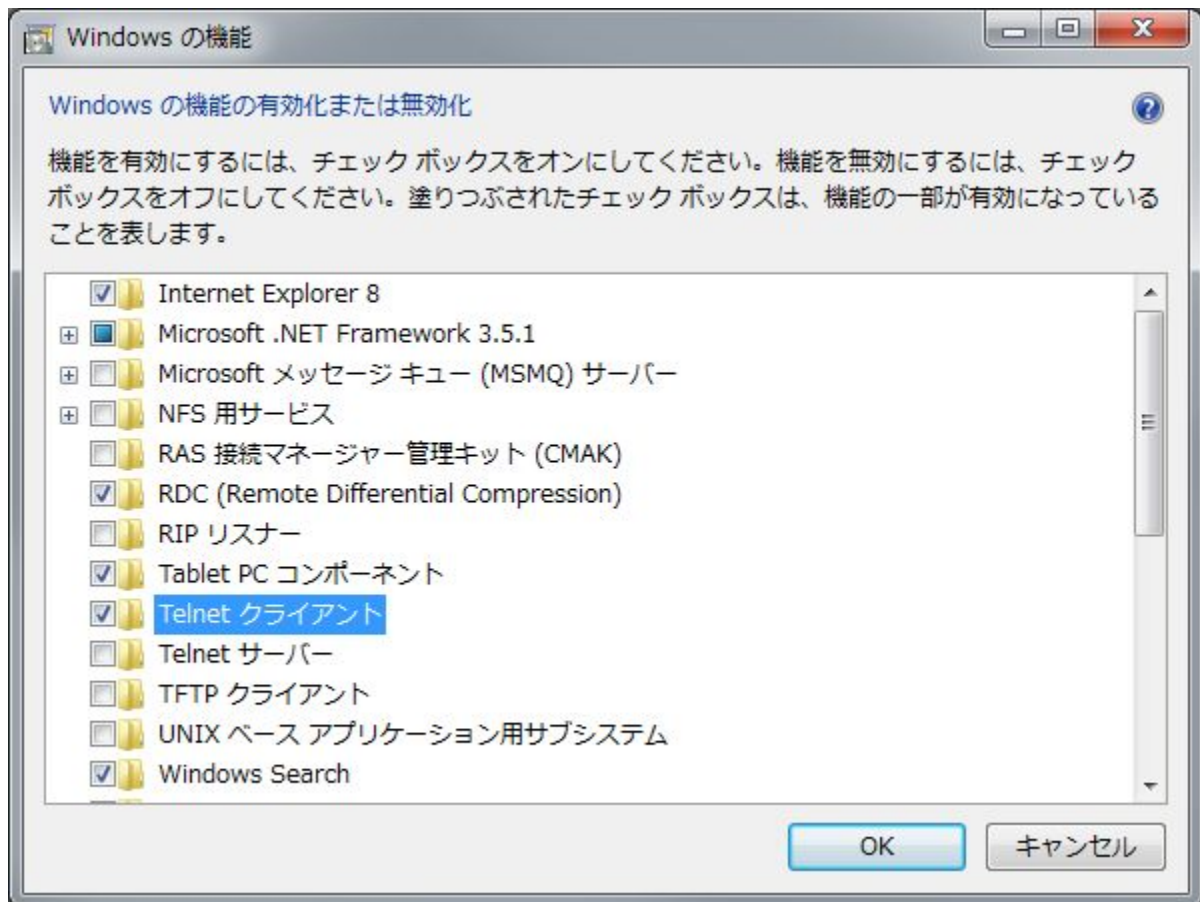 Windows の機能
Windows の機能の有効化または無効化
機能を有効にするには、チェック ボックスをオンにしてください。機能を無効にするには、チェック
ボックスをオフにしてください。塗りつぶされたチェック ボックスは、機能の一部が有効になっている
ことを表します。
Internet Explorer 8
Microsoft .NET Framework 3.5.1
Microsoft メッセージ キュー (MSMQ) サーバー
NFS 用サービス
RAS 接続マネージャー管理キット (CMAK)
RDC (Remote Differential Compression)
RIP リスナー
Tablet PC コンポーネント
Telnet クライアント
Telnet サーバー
TFTP クライアント
UNIX ベース アプリケーション用サブシステム
Windows Search
OK
キャンセル